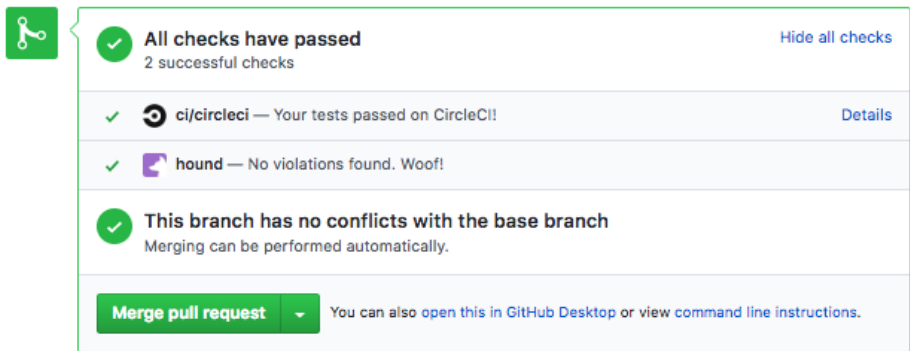 All checks have passed
Hide all checks
2 successful checks
ci/circleci — Your tests passed on CircleCI!
Details
hound — No violations found. Woof!
This branch has no conflicts with the base branch
Merging can be performed automatically.
Merge pull request
You can also open this in GitHub Desktop or view command line instructions.